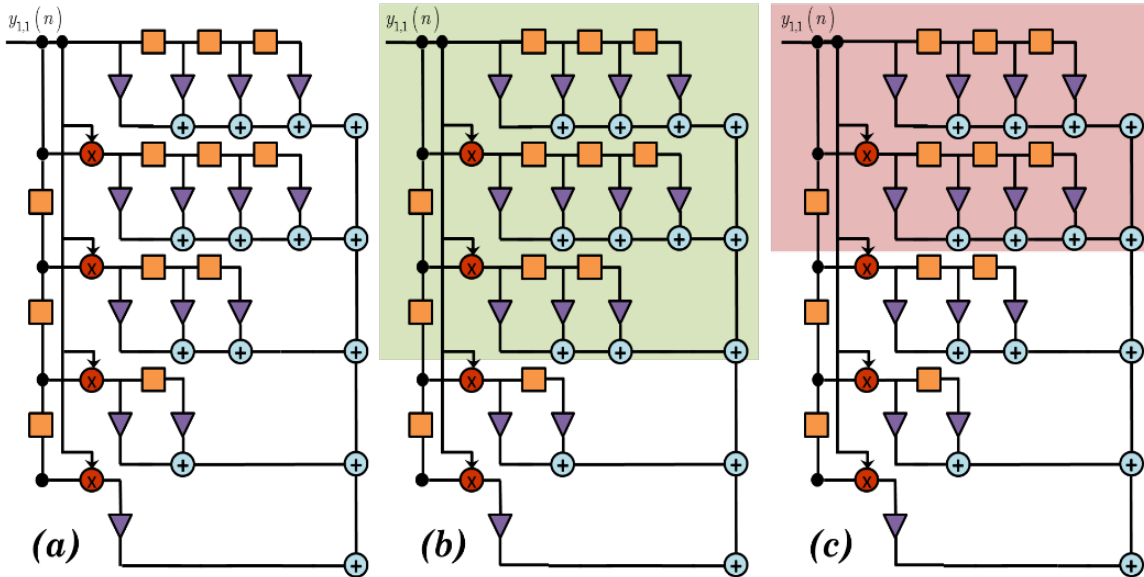 y₁,₁(n) y₁,₁(n) y₁,₁(n)
+ + + + + + + + + + + +
X X X
+ + + + + + + + + + + +
X X X
+ + + + + + + + +
X X X
+ + + + + +
X X X
(a) (b) (c)
+ + +